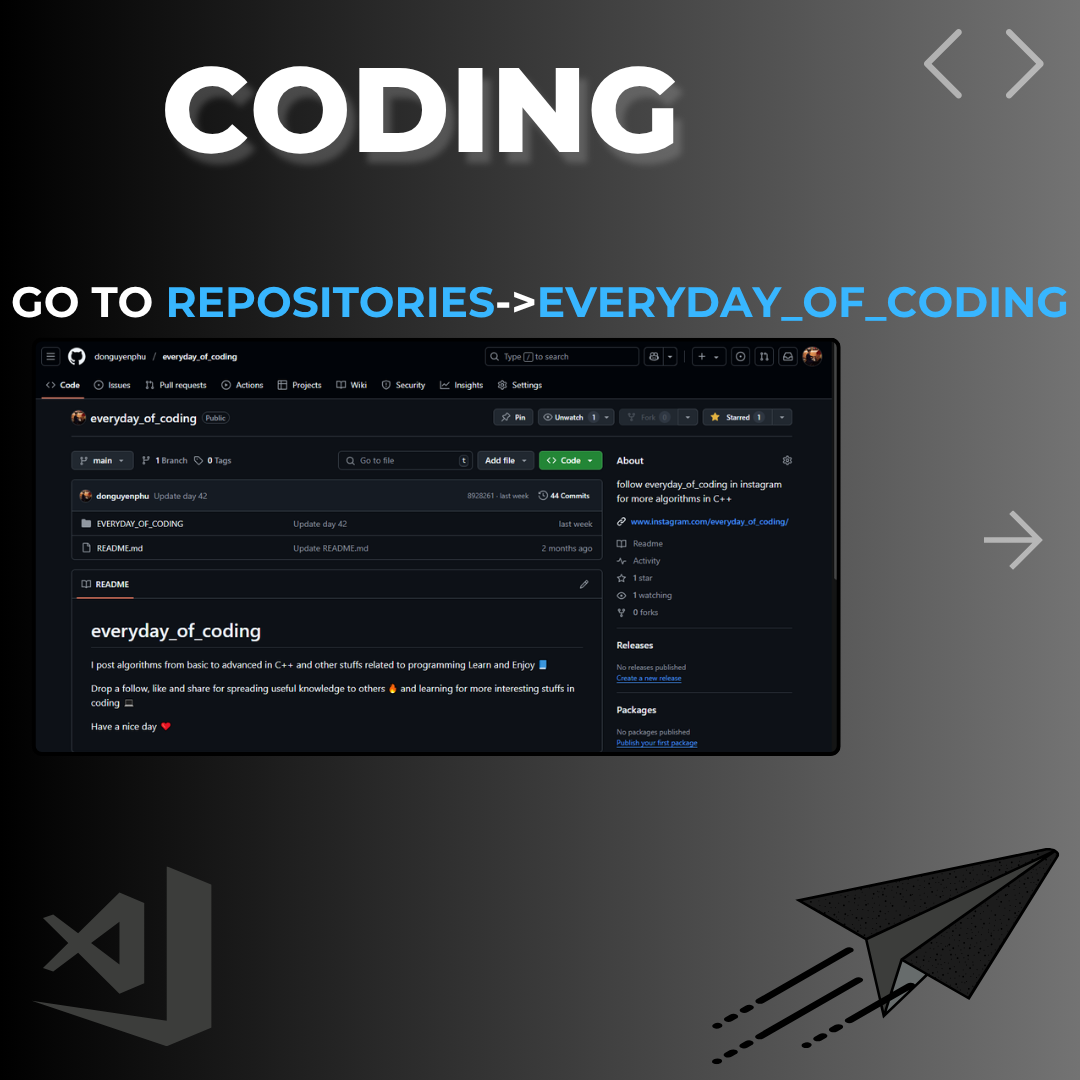 CODING
GO TO REPOSITORIES->EVERYDAY_OF_CODING
donguyenphu / everyday_of_coding
Type / to search
Code Issues Pull requests Actions Projects Wiki Security Insights Settings
everyday_of_coding Public
Pin Unwatch 1 Fork 0 Starred 1
main 1 Branch 0 Tags Go to file t Add file Code
donguyenphu Update day 42 8928261 · last week 44 Commits
EVERYDAY_OF_CODING Update day 42 last week
README.md Update README.md 2 months ago
README
everyday_of_coding
I post algorithms from basic to advanced in C++ and other stuffs related to programming Learn and Enjoy 📘
Drop a follow, like and share for spreading useful knowledge to others 🔥 and learning for more interesting stuffs in
coding 💻
Have a nice day ❤️
About
follow everyday_of_coding in instagram
for more algorithms in C++
www.instagram.com/everyday_of_coding/
Readme
Activity
1 star
1 watching
0 forks
Releases
No releases published
Create a new release
Packages
No packages published
Publish your first package